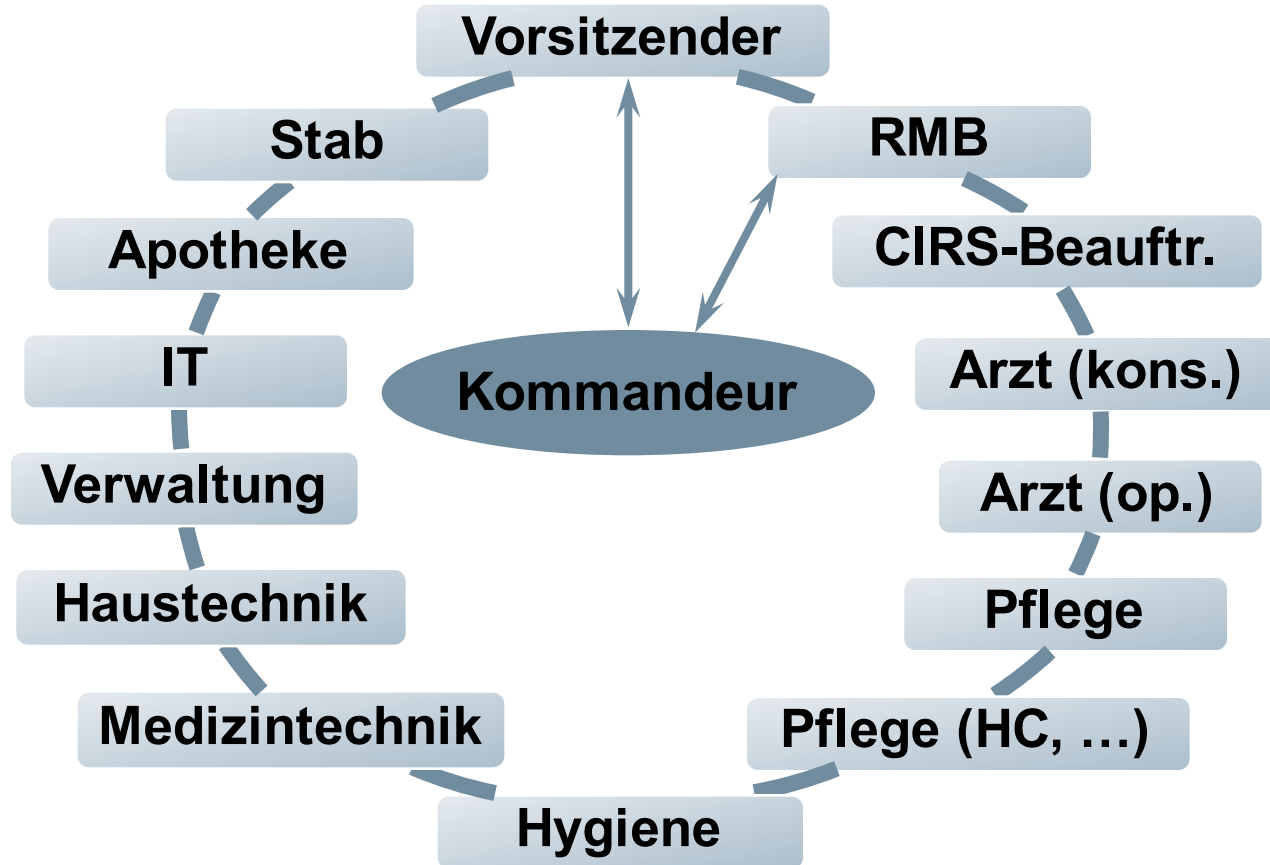 Vorsitzender
Stab
RMB
Apotheke
CIRS-Beauftr.
IT
Arzt (kons.)
Kommandeur
Verwaltung
Arzt (op.)
Haustechnik
Pflege
Medizintechnik
Pflege (HC, …)
Hygiene